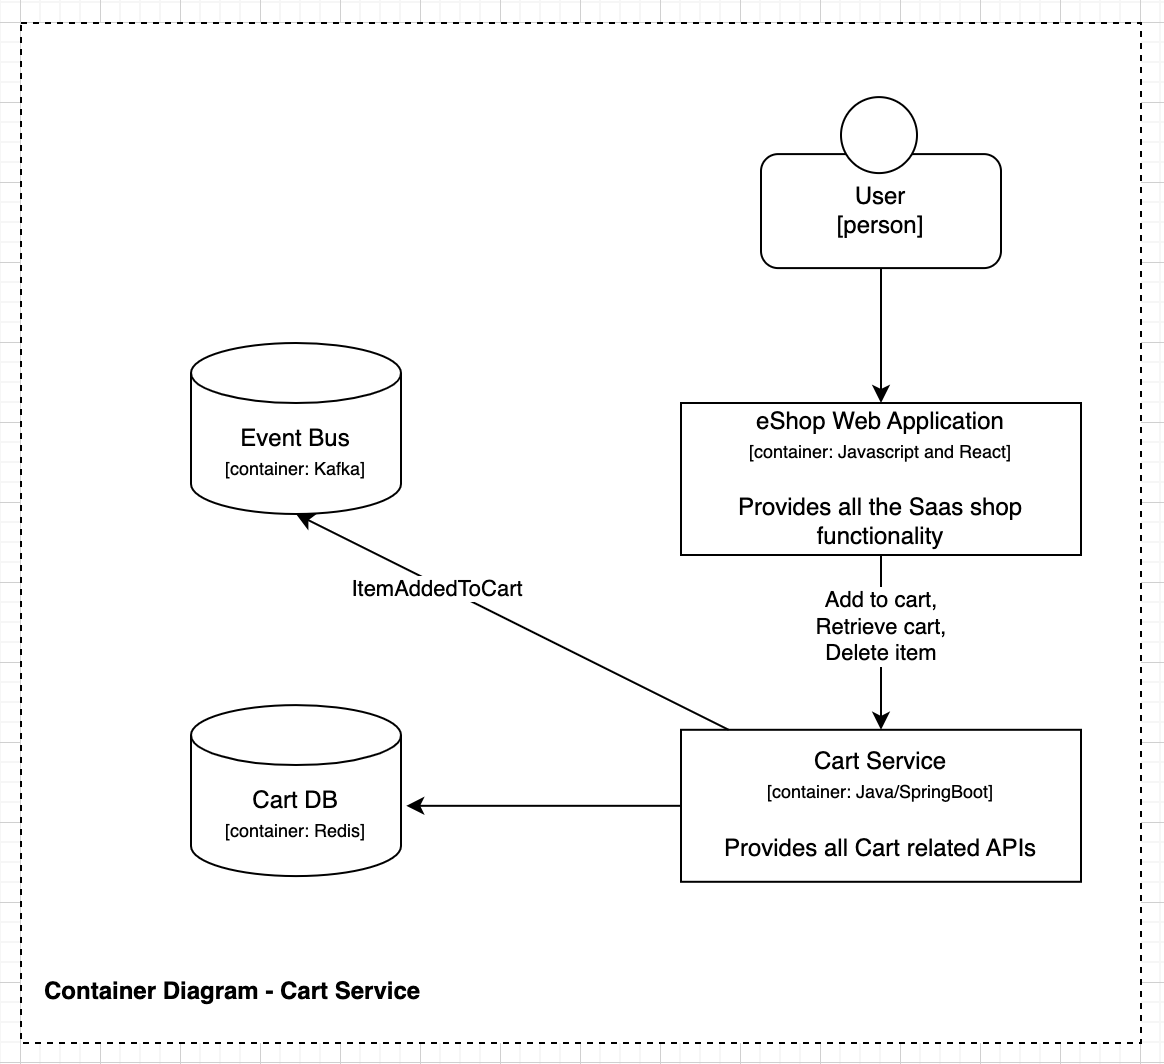 User
[person]
Event Bus
[container: Kafka]
eShop Web Application
[container: Javascript and React]
Provides all the Saas shop
functionality
ItemAddedToCart
Add to cart,
Retrieve cart,
Delete item
Cart DB
[container: Redis]
Cart Service
[container: Java/SpringBoot]
Provides all Cart related APIs
Container Diagram - Cart Service